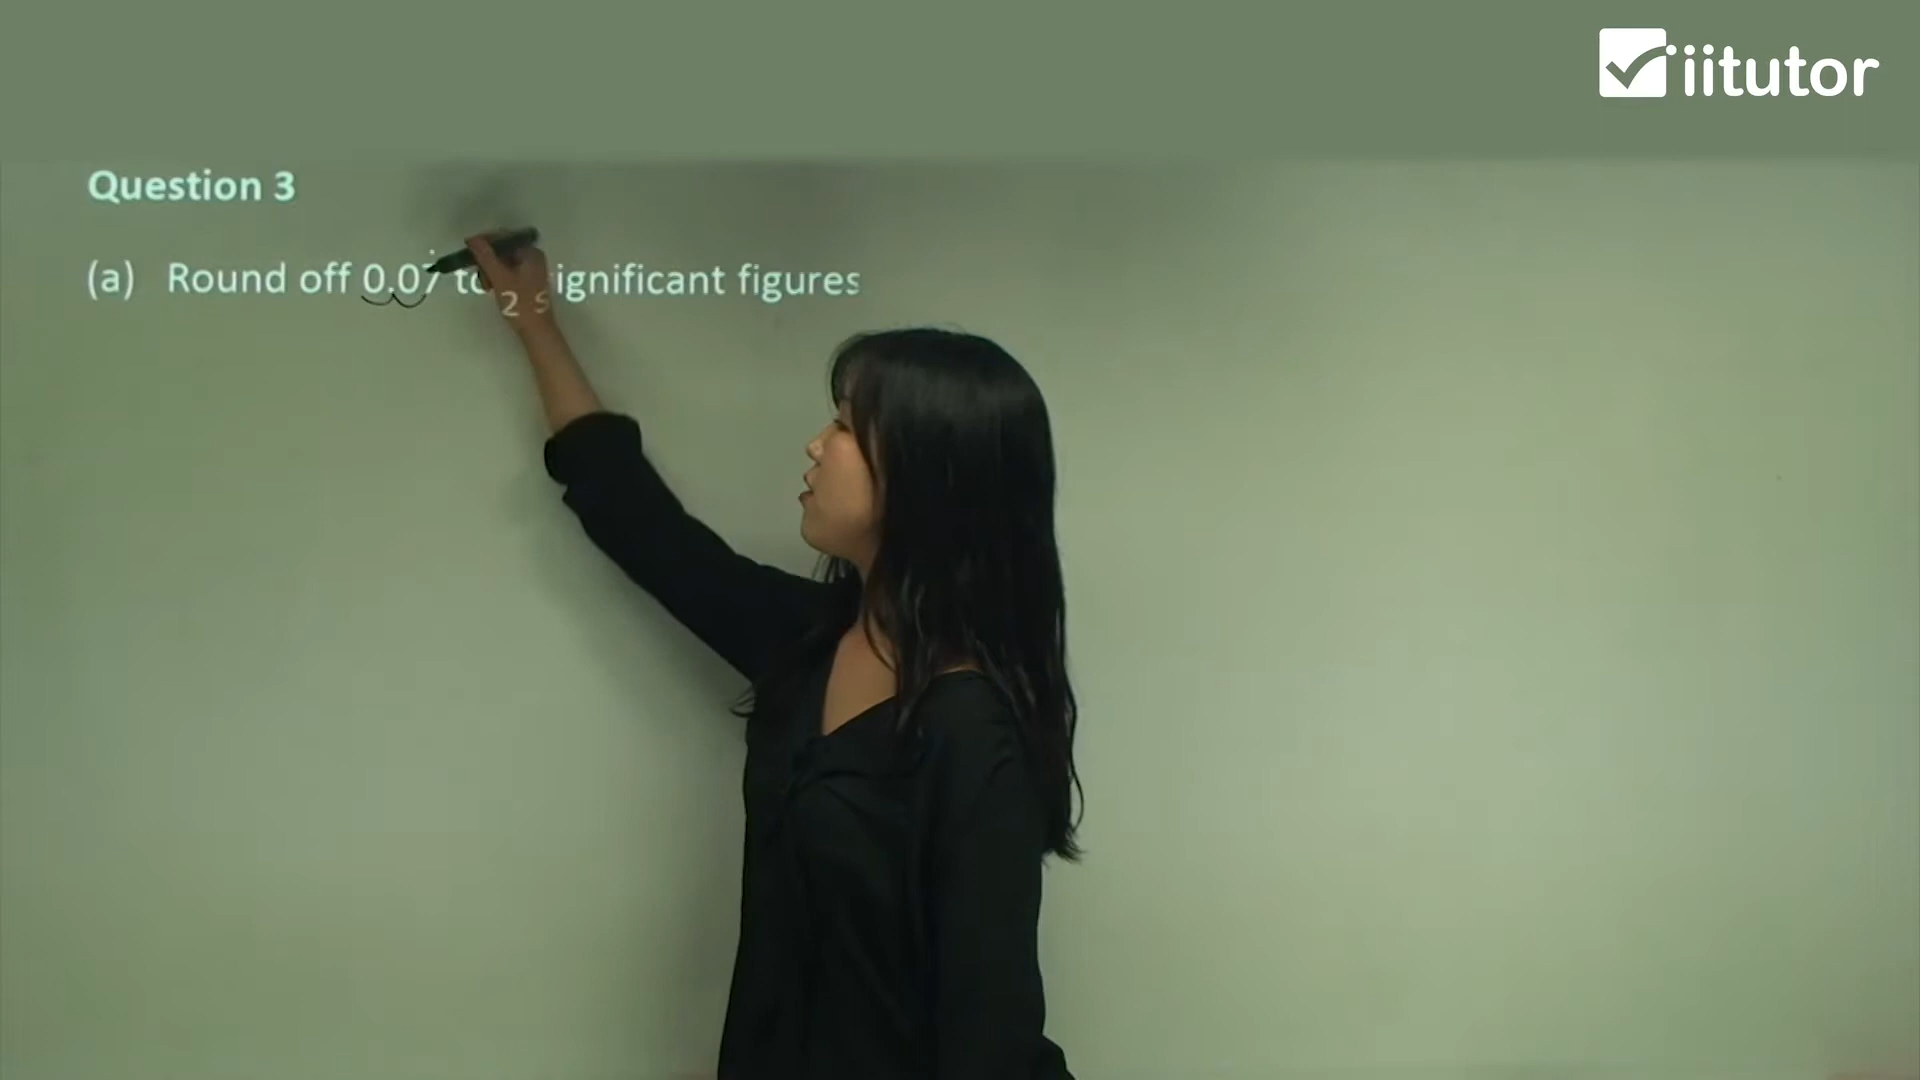 iitutor
Question 3
(a) Round off 0.07̇ to 2 significant figures